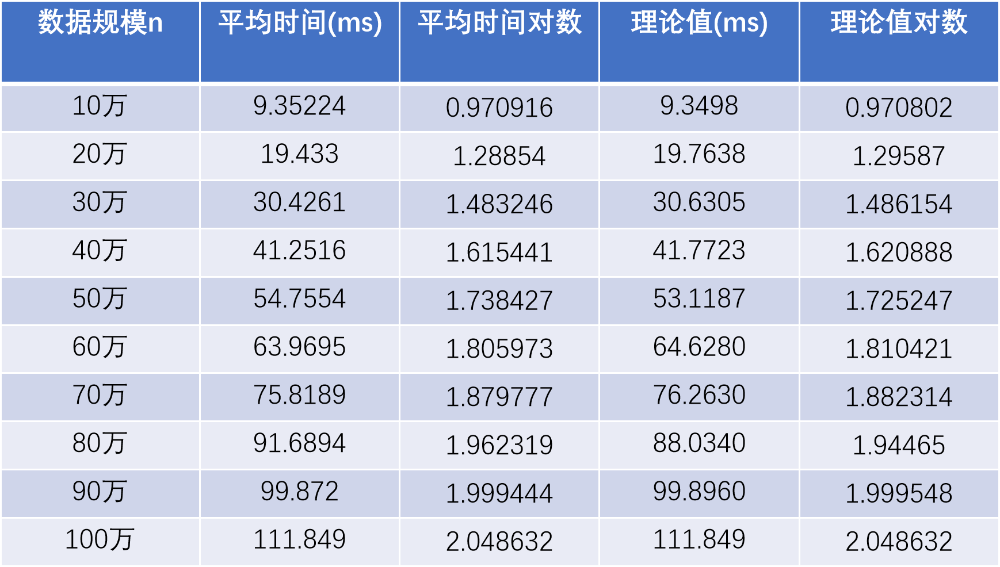 数据规模n 平均时间(ms) 平均时间对数 理论值(ms) 理论值对数
10万 9.35224 0.970916 9.3498 0.970802
20万 19.433 1.28854 19.7638 1.29587
30万 30.4261 1.483246 30.6305 1.486154
40万 41.2516 1.615441 41.7723 1.620888
50万 54.7554 1.738427 53.1187 1.725247
60万 63.9695 1.805973 64.6280 1.810421
70万 75.8189 1.879777 76.2630 1.882314
80万 91.6894 1.962319 88.0340 1.94465
90万 99.872 1.999444 99.8960 1.999548
100万 111.849 2.048632 111.849 2.048632